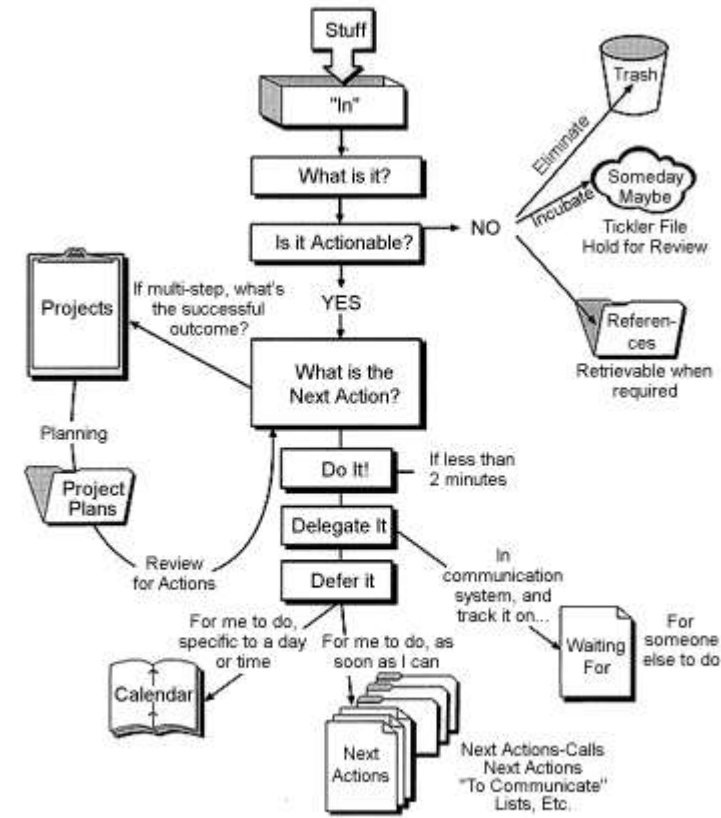 Stuff
"In"
What is it?
Is it Actionable?
NO
Eliminate
Trash
Incubate
Someday
Maybe
Tickler File
Hold for Review
Referen-
ces
Retrievable when
required
YES
If multi-step, what's
the successful
outcome?
Projects
What is the
Next Action?
Planning
Project
Plans
Review
for Actions
Do It!
If less than
2 minutes
Delegate It
In
communication
system, and
track it on...
Waiting
For
For
someone
else to do
Defer it
For me to do,
specific to a day
or time
Calendar
For me to do, as
soon as I can
Next
Actions
Next Actions-Calls
Next Actions
"To Communicate"
Lists, Etc.